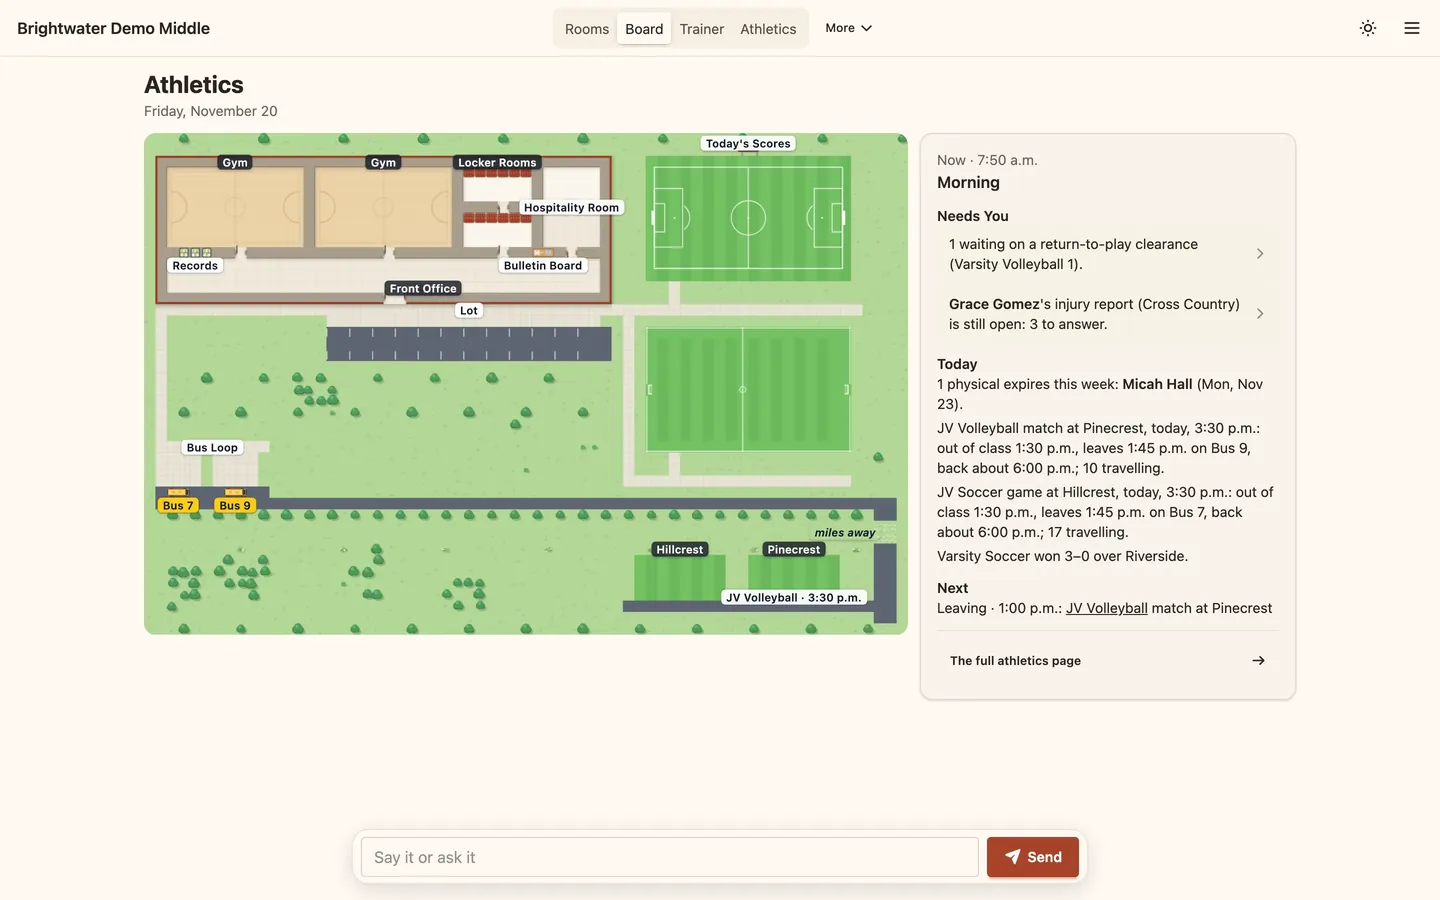 Brightwater Demo Middle
Rooms
Board
Trainer
Athletics
More
Athletics
Friday, November 20
Gym
Gym
Locker Rooms
Hospitality Room
Records
Bulletin Board
Front Office
Lot
Today's Scores
Bus Loop
Bus 7
Bus 9
miles away
Hillcrest
Pinecrest
JV Volleyball · 3:30 p.m.
Now · 7:50 a.m.
Morning
Needs You
1 waiting on a return-to-play clearance
(Varsity Volleyball 1).
Grace Gomez's injury report (Cross Country)
is still open: 3 to answer.
Today
1 physical expires this week: Micah Hall (Mon, Nov
23).
JV Volleyball match at Pinecrest, today, 3:30 p.m.:
out of class 1:30 p.m., leaves 1:45 p.m. on Bus 9,
back about 6:00 p.m.; 10 travelling.
JV Soccer game at Hillcrest, today, 3:30 p.m.: out of
class 1:30 p.m., leaves 1:45 p.m. on Bus 7, back
about 6:00 p.m.; 17 travelling.
Varsity Soccer won 3–0 over Riverside.
Next
Leaving · 1:00 p.m.: JV Volleyball match at Pinecrest
The full athletics page
Say it or ask it
Send